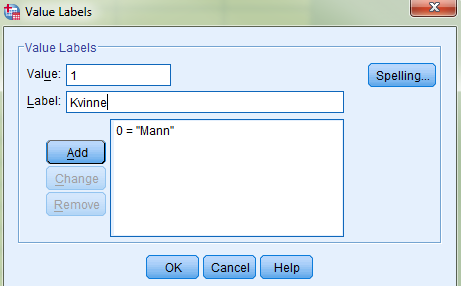 Value Labels
Value Labels
Value: 1
Spelling...
Label: Kvinne
0 = "Mann"
Add
Change
Remove
OK Cancel Help